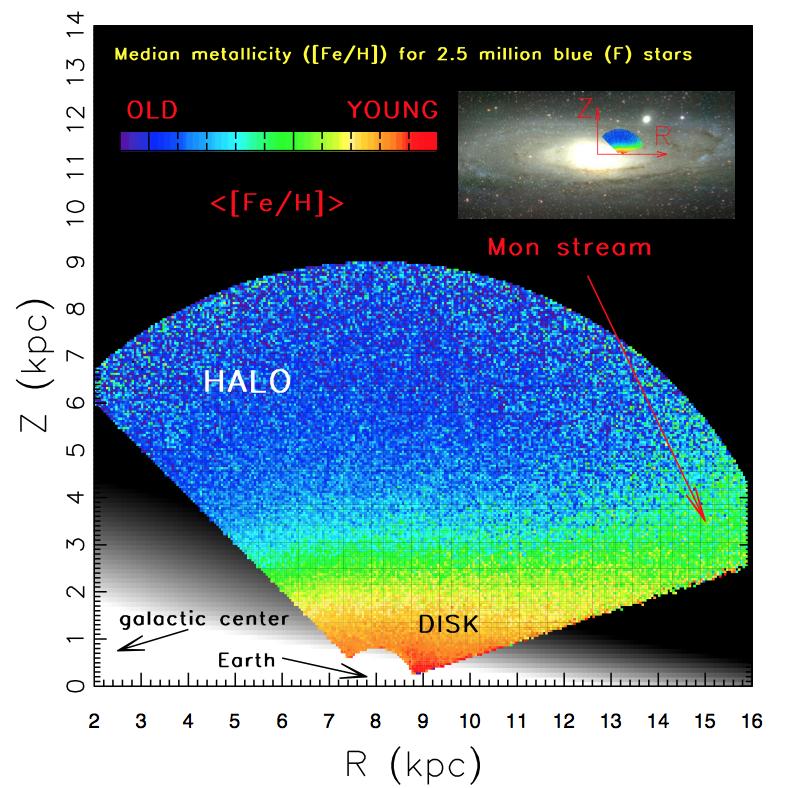 Median metallicity ([Fe/H]) for 2.5 million blue (F) stars
OLD YOUNG
<[Fe/H]>
Z
R
Mon stream
HALO
DISK
galactic center
Earth
14
13
12
11
10
9
8
7
6
5
4
3
2
1
0
Z (kpc)
2 3 4 5 6 7 8 9 10 11 12 13 14 15 16
R (kpc)